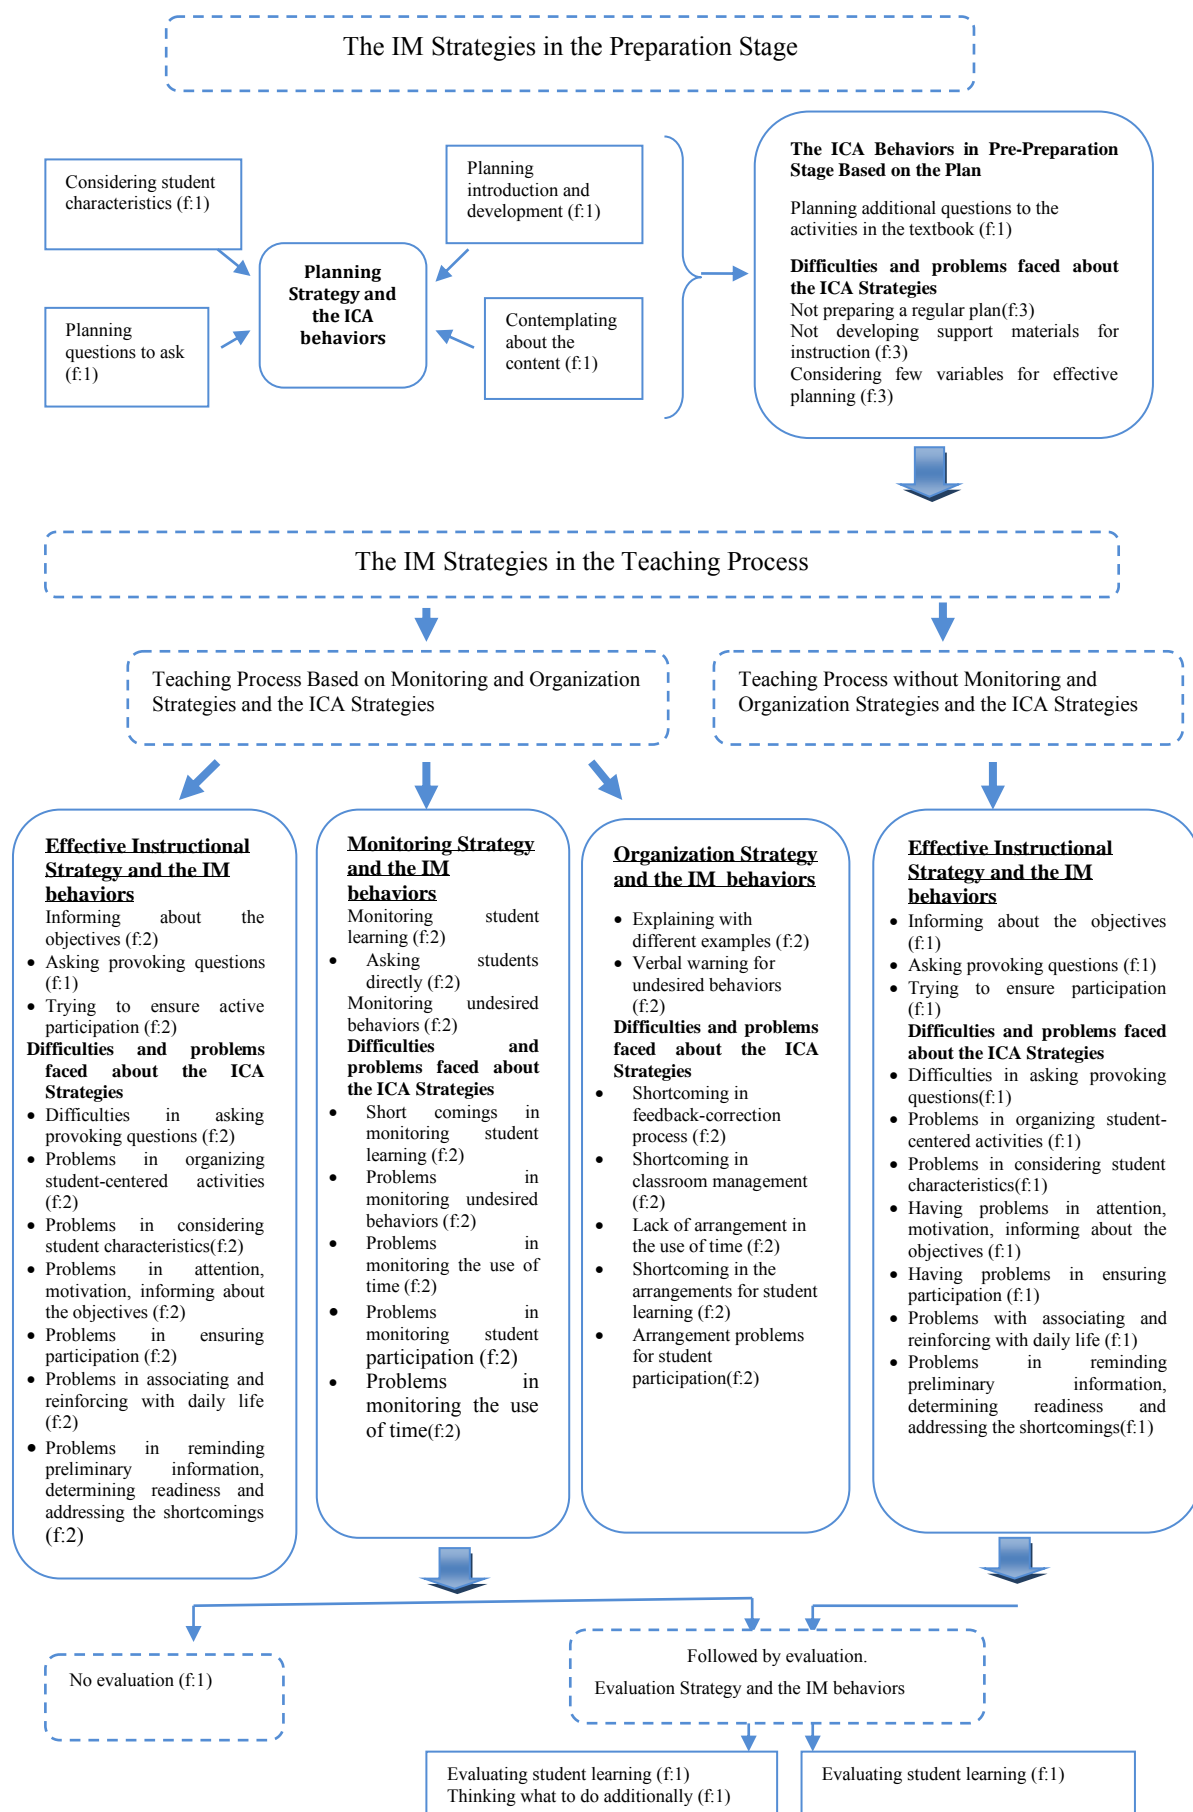 The IM Strategies in the Preparation Stage
Considering student
characteristics (f:1)
Planning
questions to ask
(f:1)
Planning
Strategy and
the ICA
behaviors
Planning
introduction and
development (f:1)
Contemplating
about the
content (f:1)
The ICA Behaviors in Pre-Preparation
Stage Based on the Plan
Planning additional questions to the
activities in the textbook (f:1)
Difficulties and problems faced about
the ICA Strategies
Not preparing a regular plan(f:3)
Not developing support materials for
instruction (f:3)
Considering few variables for effective
planning (f:3)
The IM Strategies in the Teaching Process
Teaching Process Based on Monitoring and Organization
Strategies and the ICA Strategies
Teaching Process without Monitoring and
Organization Strategies and the ICA Strategies
Effective Instructional
Strategy and the IM
behaviors
Informing about the
objectives (f:2)
• Asking provoking questions
(f:1)
• Trying to ensure active
participation (f:2)
Difficulties and problems
faced about the ICA
Strategies
• Difficulties in asking
provoking questions (f:2)
• Problems in organizing
student-centered activities
(f:2)
• Problems in considering
student characteristics(f:2)
• Problems in attention,
motivation, informing about
the objectives (f:2)
• Problems in ensuring
participation (f:2)
• Problems in associating and
reinforcing with daily life
(f:2)
• Problems in reminding
preliminary information,
determining readiness and
addressing the shortcomings
(f:2)
Monitoring Strategy
and the IM
behaviors
Monitoring student
learning (f:2)
• Asking students
directly (f:2)
Monitoring undesired
behaviors (f:2)
Difficulties and
problems faced about
the ICA Strategies
• Short comings in
monitoring student
learning (f:2)
• Problems in
monitoring undesired
behaviors (f:2)
• Problems in
monitoring the use of
time (f:2)
• Problems in
monitoring student
participation (f:2)
• Problems in
monitoring the use
of time(f:2)
Organization Strategy
and the IM behaviors
• Explaining with
different examples (f:2)
• Verbal warning for
undesired behaviors
(f:2)
Difficulties and problems
faced about the ICA
Strategies
• Shortcoming in
feedback-correction
process (f:2)
• Shortcoming in
classroom management
(f:2)
• Lack of arrangement in
the use of time (f:2)
• Shortcoming in the
arrangements for student
learning (f:2)
• Arrangement problems
for student
participation(f:2)
Effective Instructional
Strategy and the IM
behaviors
• Informing about the objectives
(f:1)
• Asking provoking questions (f:1)
• Trying to ensure participation
(f:1)
Difficulties and problems faced
about the ICA Strategies
• Difficulties in asking provoking
questions(f:1)
• Problems in organizing student-
centered activities (f:1)
• Problems in considering student
characteristics(f:1)
• Having problems in attention,
motivation, informing about the
objectives (f:1)
• Having problems in ensuring
participation (f:1)
• Problems with associating and
reinforcing with daily life (f:1)
• Problems in reminding
preliminary information,
determining readiness and
addressing the shortcomings(f:1)
No evaluation (f:1)
Followed by evaluation.
Evaluation Strategy and the IM behaviors
Evaluating student learning (f:1)
Thinking what to do additionally (f:1)
Evaluating student learning (f:1)